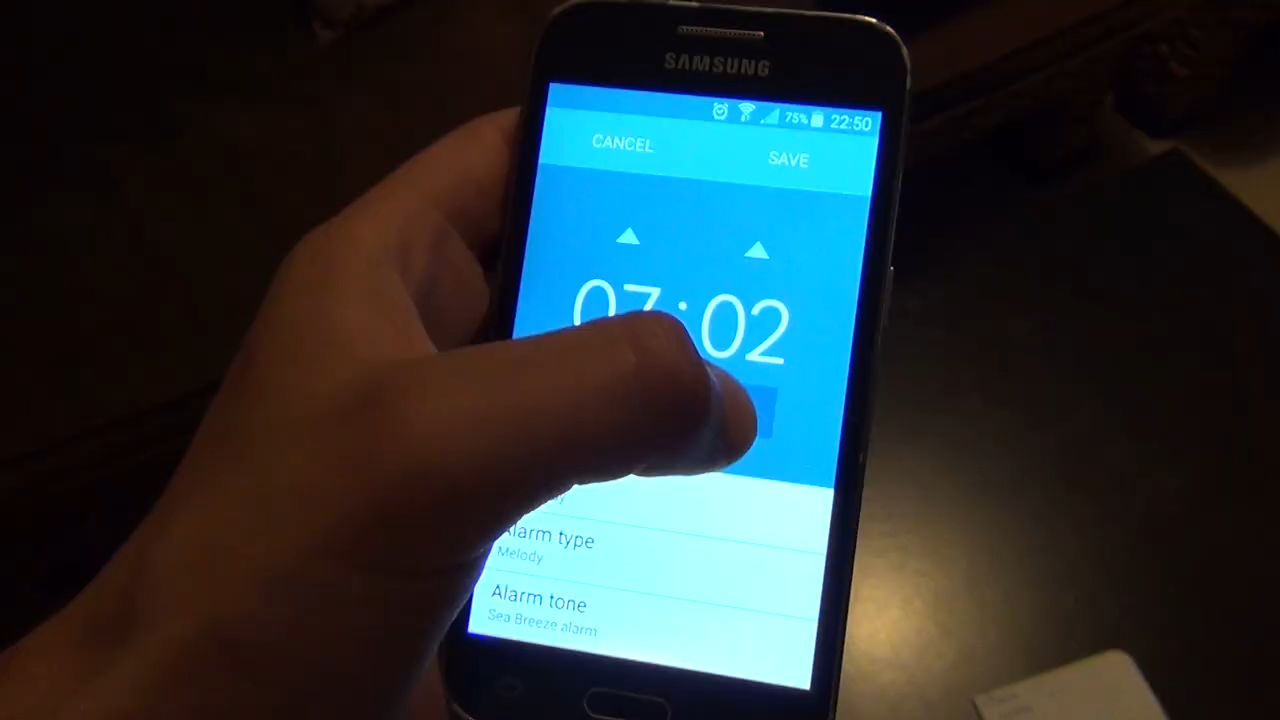 SAMSUNG
75% 22:50
CANCEL SAVE
07:02
Alarm type
Melody
Alarm tone
Sea Breeze alarm